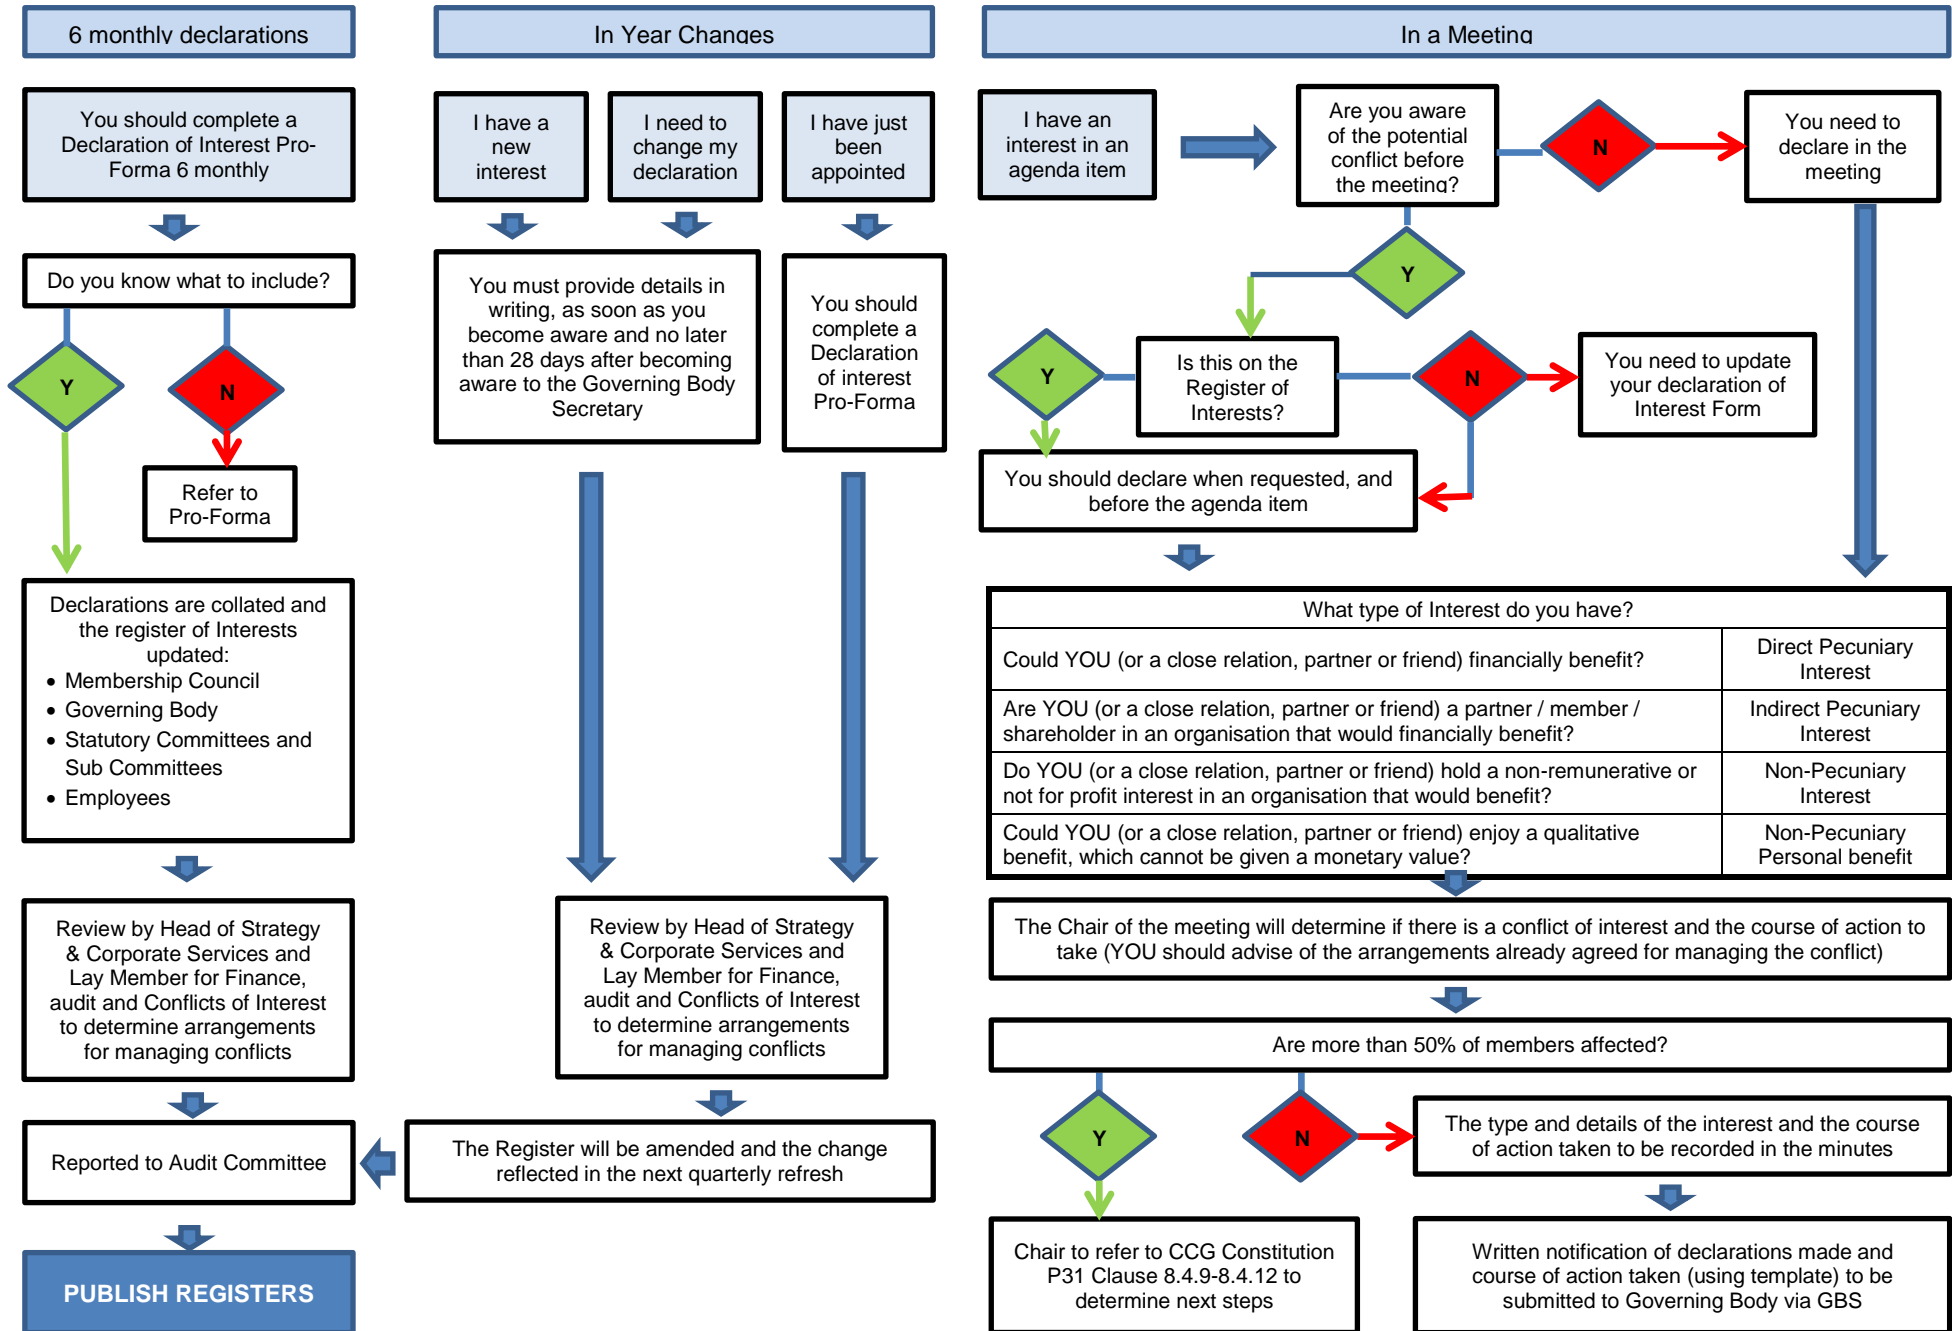 6 monthly declarations
You should complete a
Declaration of Interest Pro-
Forma 6 monthly
Do you know what to include?
Y
N
Refer to
Pro-Forma
Declarations are collated and
the register of Interests
updated:
• Membership Council
• Governing Body
• Statutory Committees and
Sub Committees
• Employees
Review by Head of Strategy
& Corporate Services and
Lay Member for Finance,
audit and Conflicts of Interest
to determine arrangements
for managing conflicts
Reported to Audit Committee
PUBLISH REGISTERS
In Year Changes
I have a
new
interest
I need to
change my
declaration
I have just
been
appointed
You must provide details in
writing, as soon as you
become aware and no later
than 28 days after becoming
aware to the Governing Body
Secretary
You should
complete a
Declaration
of interest
Pro-Forma
Review by Head of Strategy
& Corporate Services and
Lay Member for Finance,
audit and Conflicts of Interest
to determine arrangements
for managing conflicts
The Register will be amended and the change
reflected in the next quarterly refresh
In a Meeting
I have an
interest in an
agenda item
Are you aware
of the potential
conflict before
the meeting?
N
You need to
declare in the
meeting
Y
Is this on the
Register of
Interests?
Y
N
You need to update
your declaration of
Interest Form
You should declare when requested, and
before the agenda item
What type of Interest do you have?
Could YOU (or a close relation, partner or friend) financially benefit?
Direct Pecuniary
Interest
Are YOU (or a close relation, partner or friend) a partner / member /
shareholder in an organisation that would financially benefit?
Indirect Pecuniary
Interest
Do YOU (or a close relation, partner or friend) hold a non-remunerative or
not for profit interest in an organisation that would benefit?
Non-Pecuniary
Interest
Could YOU (or a close relation, partner or friend) enjoy a qualitative
benefit, which cannot be given a monetary value?
Non-Pecuniary
Personal benefit
The Chair of the meeting will determine if there is a conflict of interest and the course of action to
take (YOU should advise of the arrangements already agreed for managing the conflict)
Are more than 50% of members affected?
Y
N
The type and details of the interest and the course
of action taken to be recorded in the minutes
Chair to refer to CCG Constitution
P31 Clause 8.4.9-8.4.12 to
determine next steps
Written notification of declarations made and
course of action taken (using template) to be
submitted to Governing Body via GBS